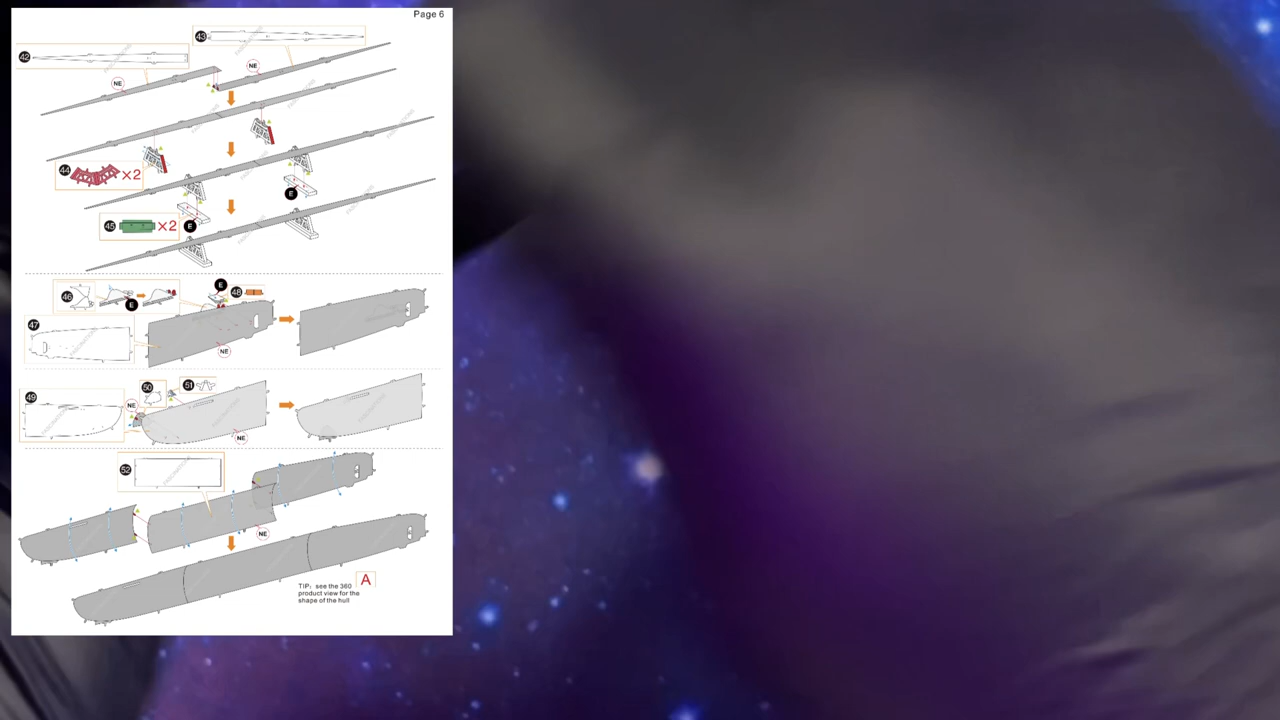 Page 6
43
42
NE
NE
44
×2
E
45
×2
E
E
48
46
E
47
NE
50
51
49
NE
NE
52
NE
A
TIP: see the 360
product view for the
shape of the hull
FASCINATIONS